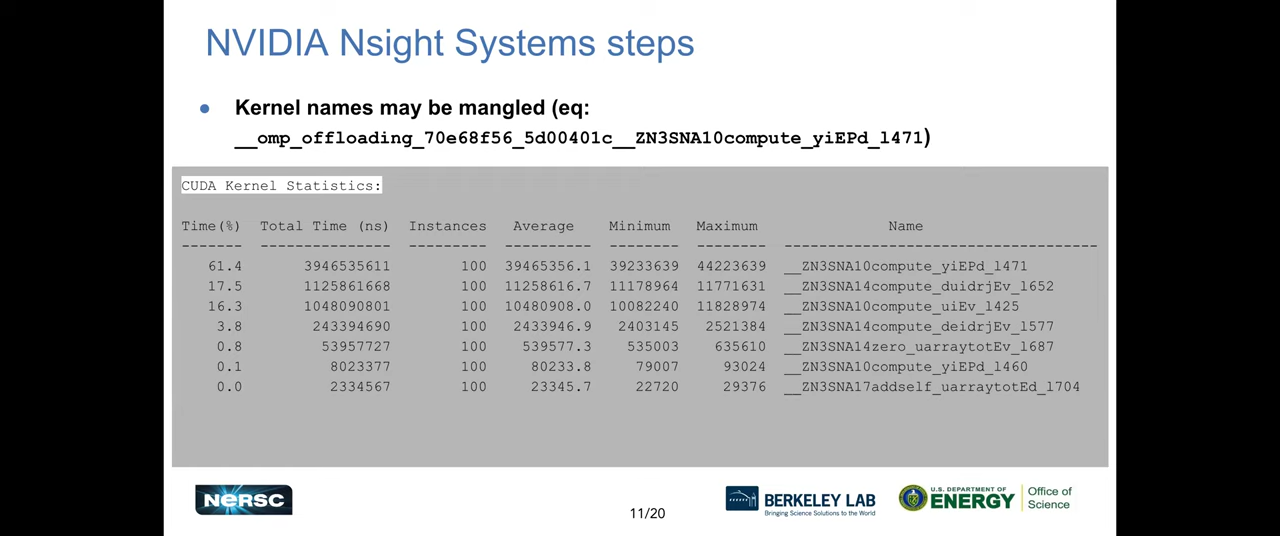 NVIDIA Nsight Systems steps
● Kernel names may be mangled (eq:
__omp_offloading_70e68f56_5d00401c__ZN3SNA10compute_yiEPd_l471)
CUDA Kernel Statistics:
Time(%) Total Time (ns) Instances Average Minimum Maximum Name
------- --------------- --------- ---------- -------- -------- ------------------------------------
61.4 3946535611 100 39465356.1 39233639 44223639 __ZN3SNA10compute_yiEPd_l471
17.5 1125861668 100 11258616.7 11178964 11771631 __ZN3SNA14compute_duidrjEv_l652
16.3 1048090801 100 10480908.0 10082240 11828974 __ZN3SNA10compute_uiEv_l425
3.8 243394690 100 2433946.9 2403145 2521384 __ZN3SNA14compute_deidrjEv_l577
0.8 53957727 100 539577.3 535003 635610 __ZN3SNA14zero_uarraytotEv_l687
0.1 8023377 100 80233.8 79007 93024 __ZN3SNA10compute_yiEPd_l460
0.0 2334567 100 23345.7 22720 29376 __ZN3SNA17addself_uarraytotEd_l704
NERSC
BERKELEY LAB
Bringing Science Solutions to the World
U.S. DEPARTMENT OF
ENERGY
Office of
Science
11/20